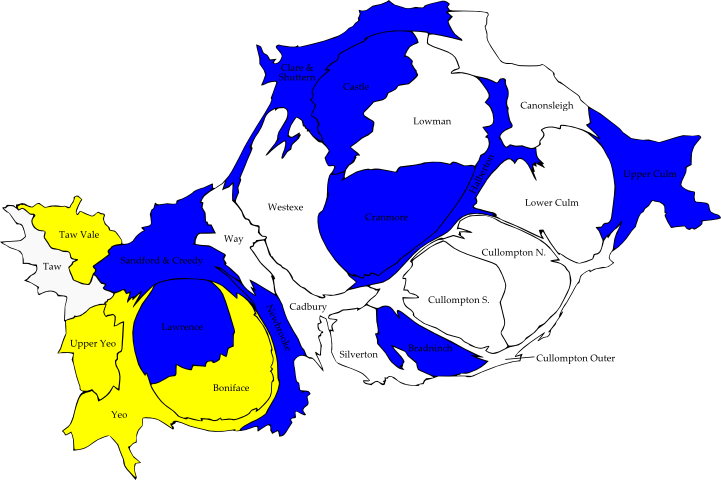 Clare &
Shuttern
Castle
Lowman
Canonsleigh
Upper Culm
Halberton
Lower Culm
Westexe
Cranmore
Taw Vale
Way
Cullompton N.
Taw
Sandford & Creedy
Cullompton S.
Cadbury
Newbrooke
Lawrence
Upper Yeo
Silverton
Bradninch
Cullompton Outer
Boniface
Yeo